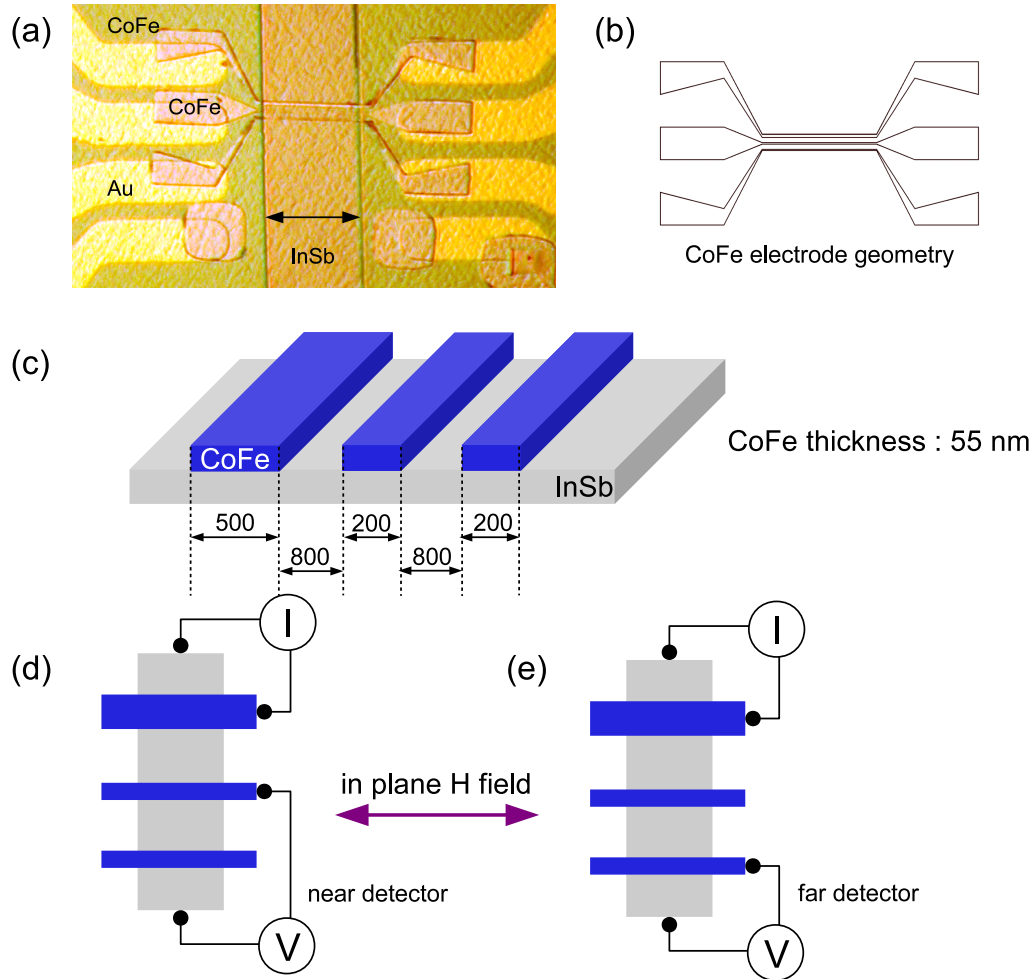 (a)
CoFe
CoFe
Au
InSb
(b)
CoFe electrode geometry
(c)
CoFe
InSb
CoFe thickness : 55 nm
500
200
200
800
800
(d)
I
V
near detector
in plane H field
(e)
I
V
far detector